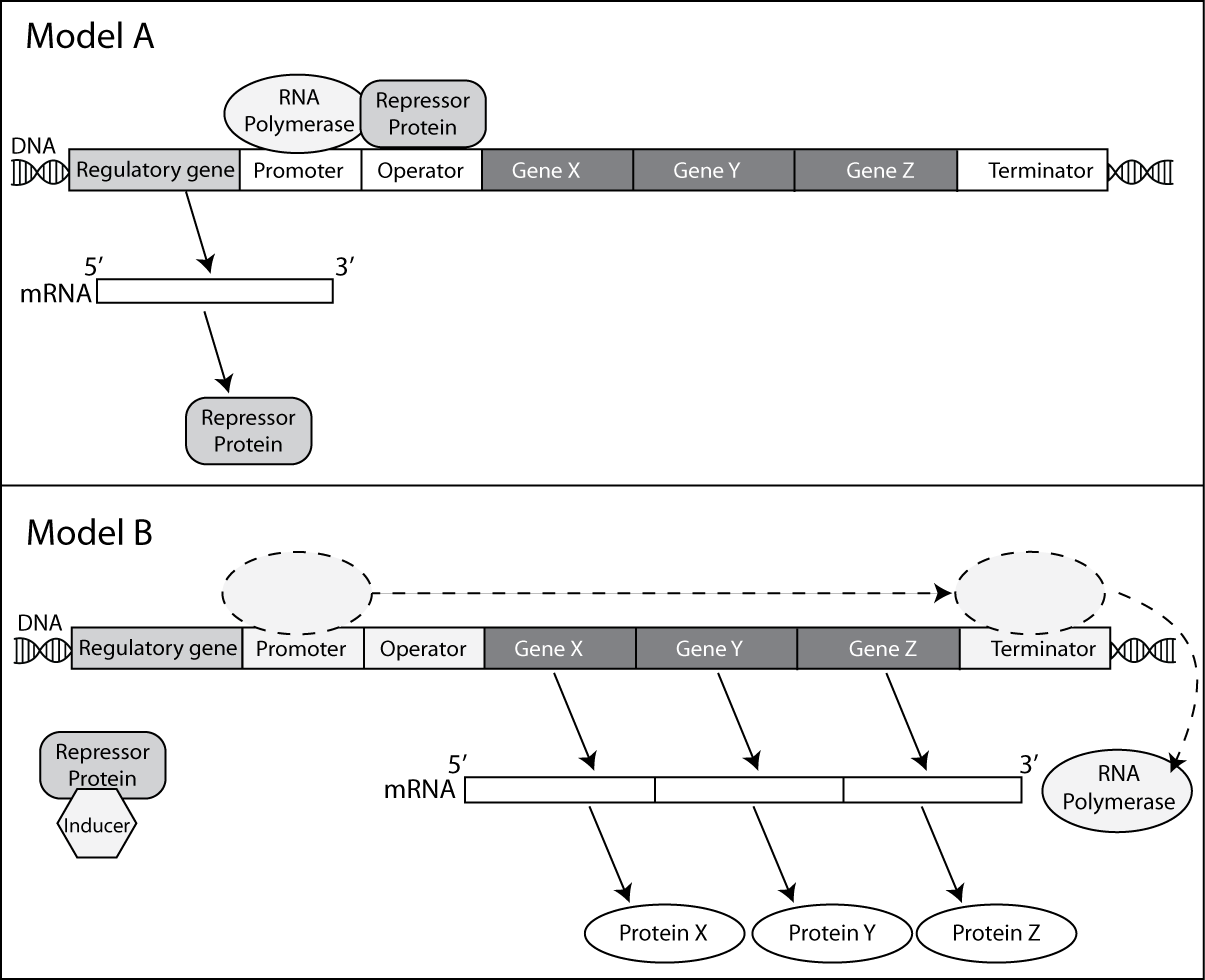 Model A
RNA
Polymerase
Repressor
Protein
DNA
Regulatory gene
Promoter
Operator
Gene X
Gene Y
Gene Z
Terminator
5’
3’
mRNA
Repressor
Protein
Model B
DNA
Regulatory gene
Promoter
Operator
Gene X
Gene Y
Gene Z
Terminator
Repressor
Protein
Inducer
5’
3’
mRNA
RNA
Polymerase
Protein X
Protein Y
Protein Z